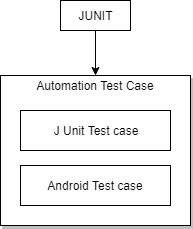 JUNIT
Automation Test Case
J Unit Test case
Android Test case